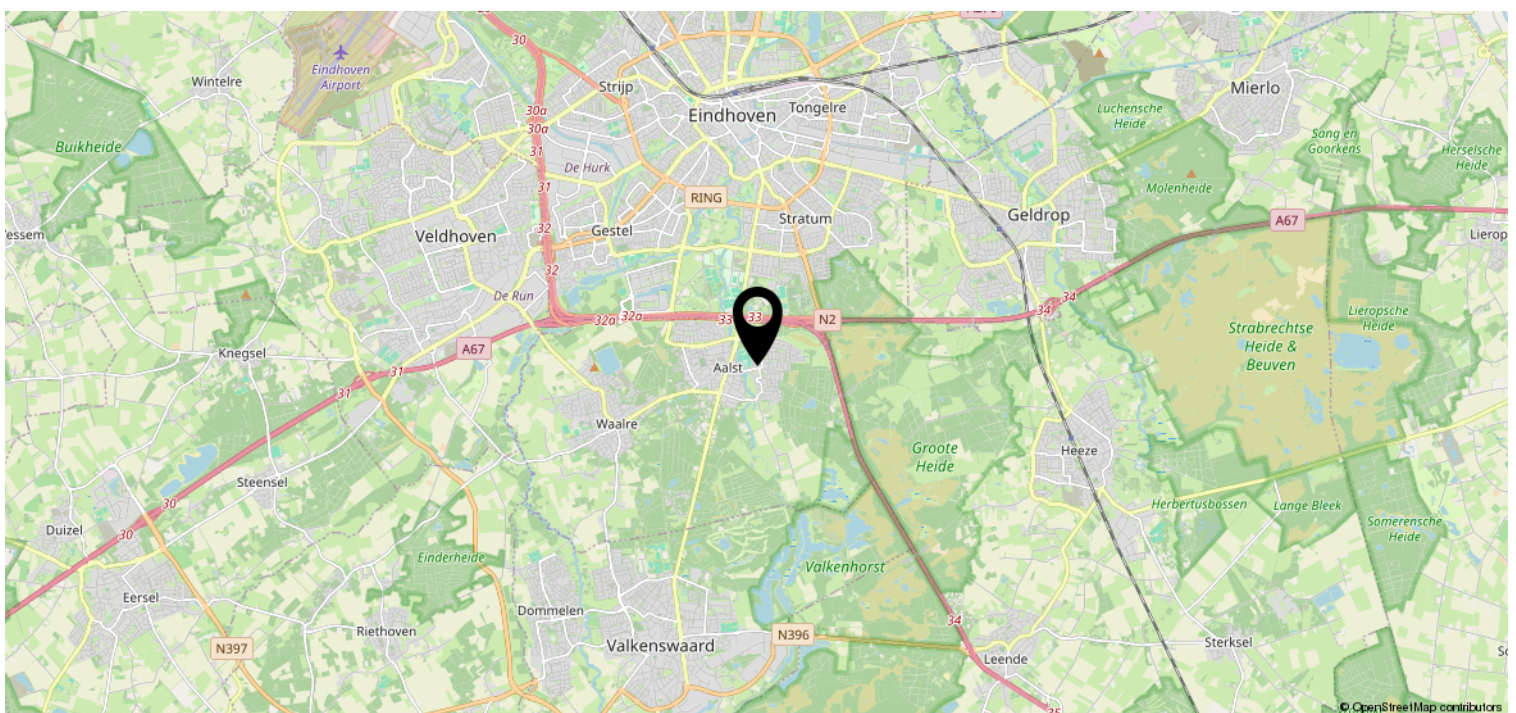 30
A270
Wintelre
Eindhoven
Airport
Strijp
Tongelre
Eindhoven
Mierlo
Luchensche
Heide
30a
30a
31
Sang en
Goorkens
Buikheide
Herselsche
Heide
De Hurk
31
Molenheide
RING
Stratum
Geldrop
A67
32
Gestel
Veldhoven
Lierop
32
De Run
34
34
32a
32a
33
33
N2
Lieropsche
Heide
Strabrechtse
Heide &
Beuven
Knegsel
A67
Aalst
31
31
Waalre
Groote
Heide
Heeze
Steensel
30
Herbertusbossen
Lange Bleek
Duizel
30
Somerensche
Heide
Einderheide
Valkenhorst
Eersel
Dommelen
Riethoven
34
N396
Valkenswaard
Sterksel
N397
Leende
35
© OpenStreetMap contributors